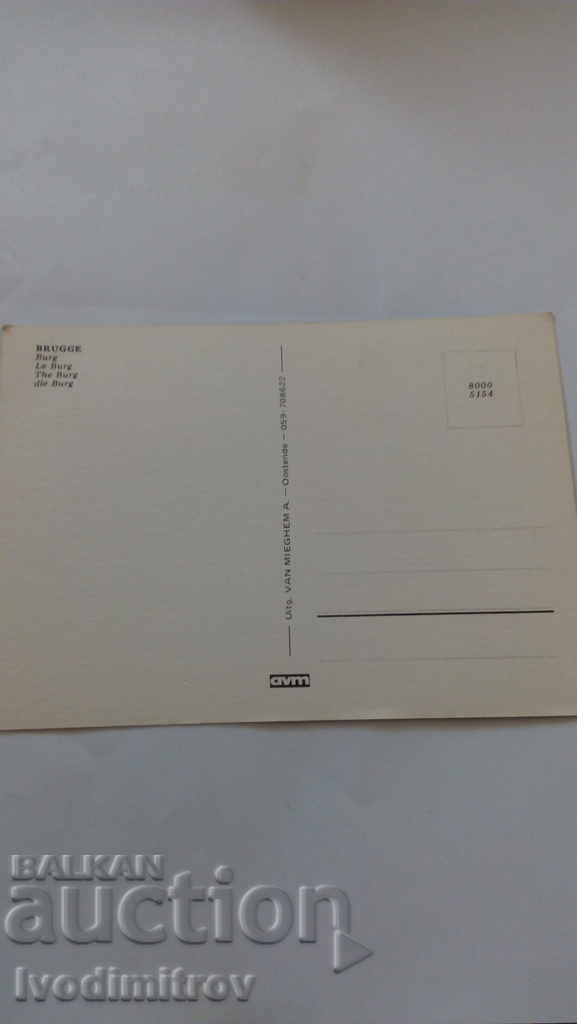 BRUGGE
Burg
Le Burg
The Burg
die Burg
8000
5154
Uitg. VAN MIEGHEM A. — Oostende — 059-708622
avm
BALKAN
auction
Ivodimitrov